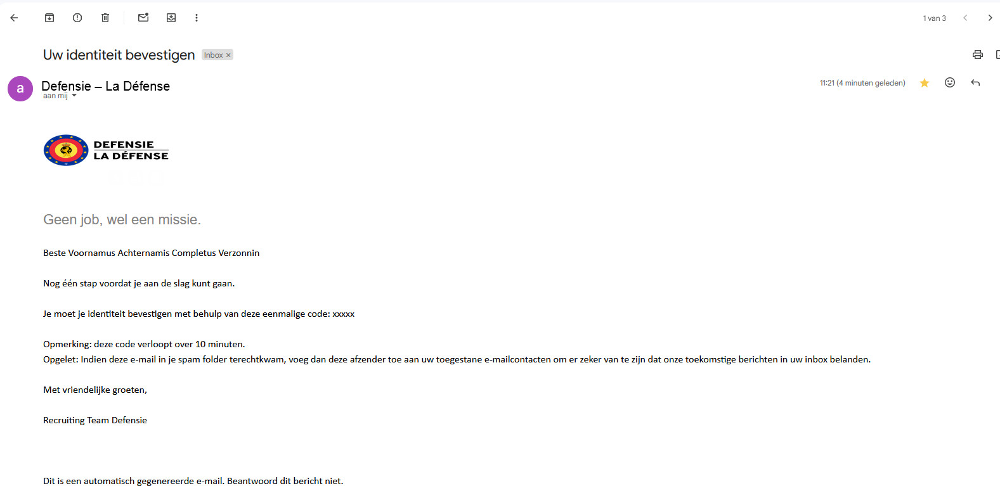 1 van 3
Uw identiteit bevestigen Inbox ×
a
Defensie – La Défense
11:21 (4 minuten geleden)
aan mij
DEFENSIE
LA DÉFENSE
Geen job, wel een missie.
Beste Voornamus Achternamis Completus Verzonnin
Nog één stap voordat je aan de slag kunt gaan.
Je moet je identiteit bevestigen met behulp van deze eenmalige code: xxxxx
Opmerking: deze code verloopt over 10 minuten.
Opgelet: Indien deze e-mail in je spam folder terechtkwam, voeg dan deze afzender toe aan uw toegestane e-mailcontacten om er zeker van te zijn dat onze toekomstige berichten in uw inbox belanden.
Met vriendelijke groeten,
Recruiting Team Defensie
Dit is een automatisch gegenereerde e-mail. Beantwoord dit bericht niet.